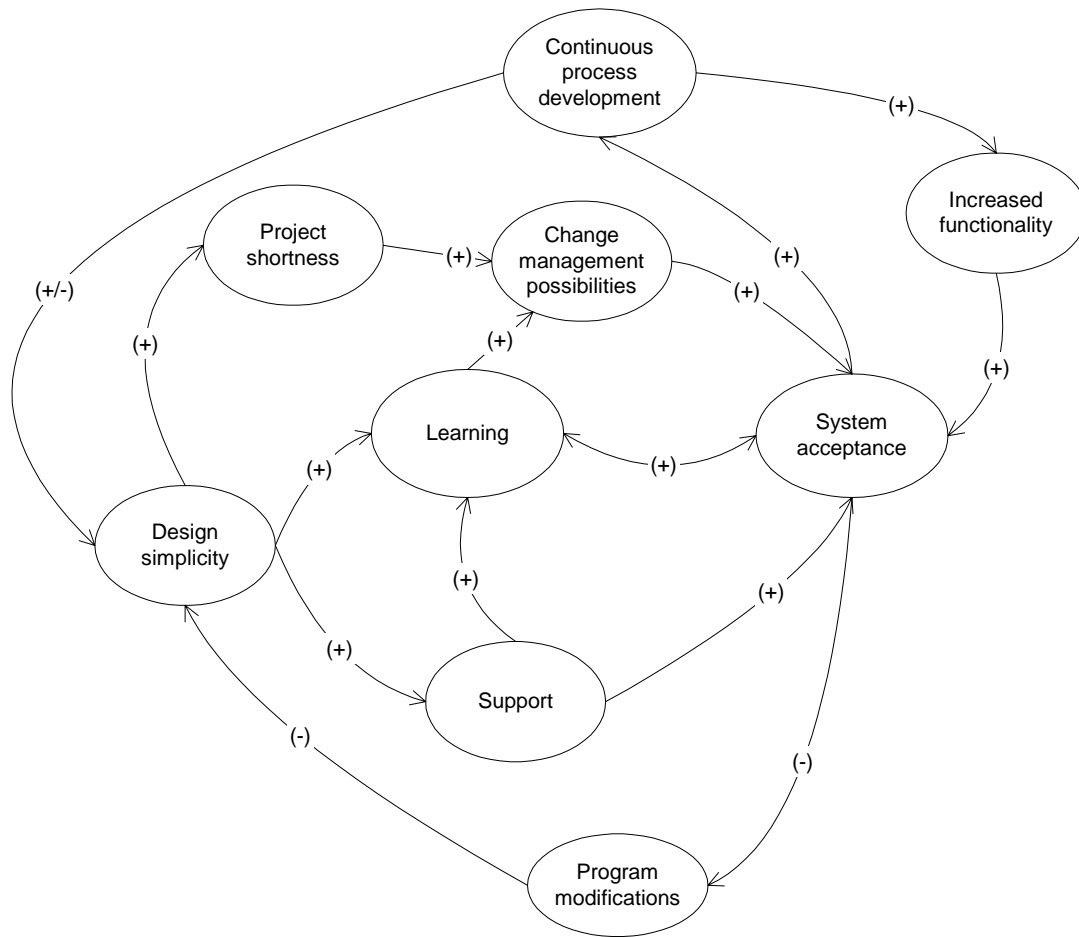 Continuous
process
development
(+)
Increased
functionality
Project
shortness
(+)
Change
management
possibilities
(+)
(+)
(+/-)
(+)
(+)
(+)
Learning
System
acceptance
(+)
(+)
Design
simplicity
(+)
(+)
(+)
Support
(-)
(-)
Program
modifications